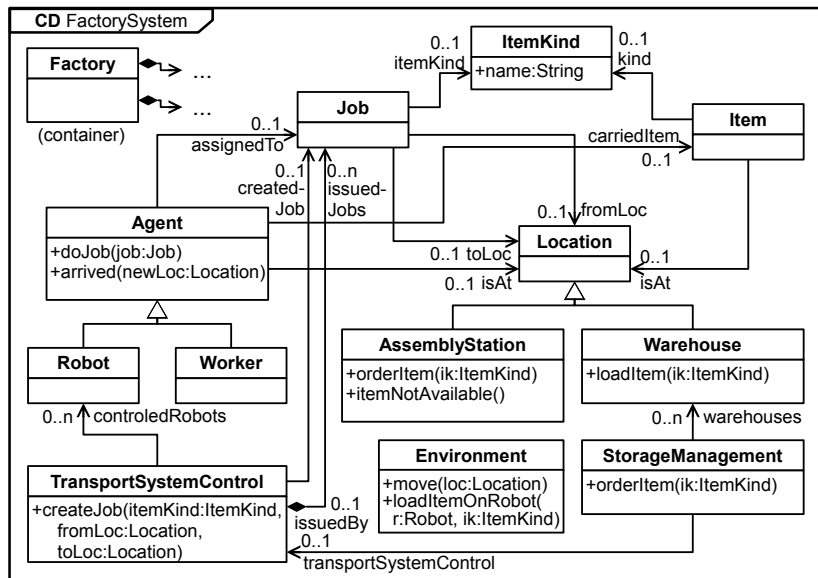 CD FactorySystem
Factory
...
...
(container)
0..1
itemKind
ItemKind
+name:String
0..1
kind
Job
Item
0..1
assignedTo
carriedItem
0..1
0..1
created-
Job
0..n
issued-
Jobs
Agent
+doJob(job:Job)
+arrived(newLoc:Location)
0..1
fromLoc
Location
0..1 toLoc
0..1
isAt
0..1
isAt
Robot
Worker
AssemblyStation
+orderItem(ik:ItemKind)
+itemNotAvailable()
Warehouse
+loadItem(ik:ItemKind)
0..n
controledRobots
0..n
warehouses
TransportSystemControl
+createJob(itemKind:ItemKind,
fromLoc:Location,
toLoc:Location)
0..1
issuedBy
Environment
+move(loc:Location)
+loadItemOnRobot(
r:Robot, ik:ItemKind)
StorageManagement
+orderItem(ik:ItemKind)
0..1
transportSystemControl